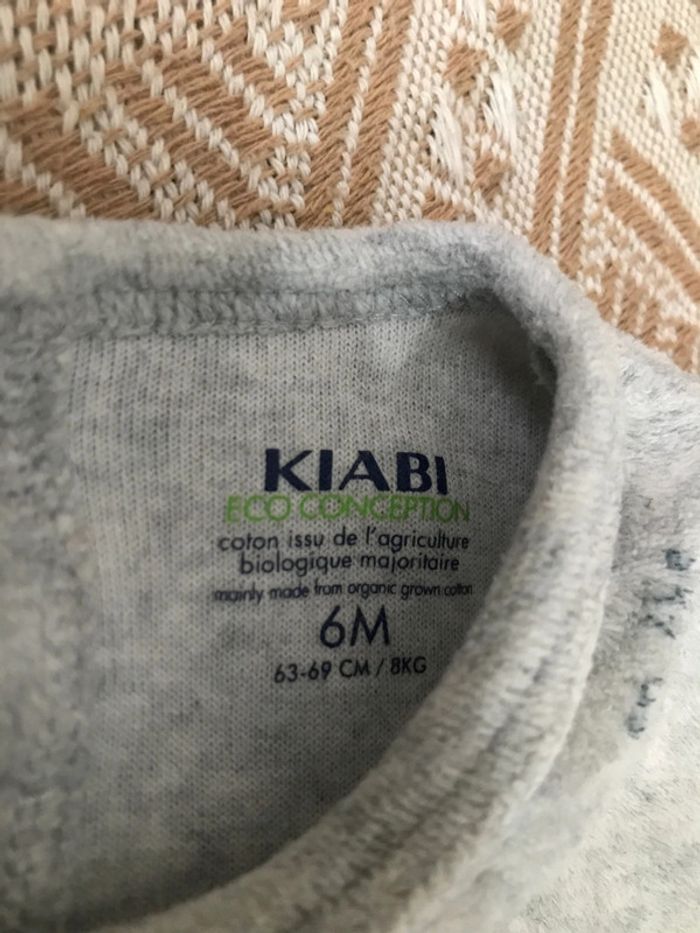 KIABI
ECO CONCEPTION
coton issu de l'agriculture
biologique majoritaire
mainly made from organic grown cotton
6M
63-69 CM / 8KG